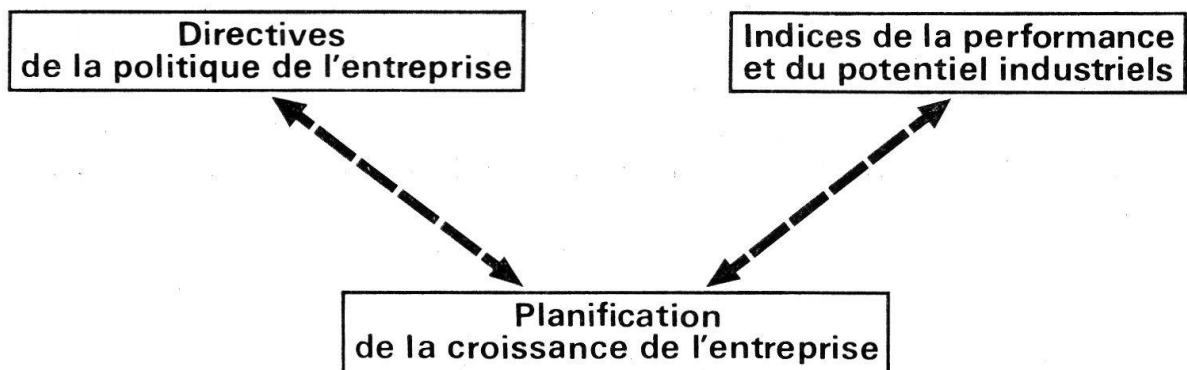 Directives
de la politique de l'entreprise
Indices de la performance
et du potentiel industriels
Planification
de la croissance de l'entreprise